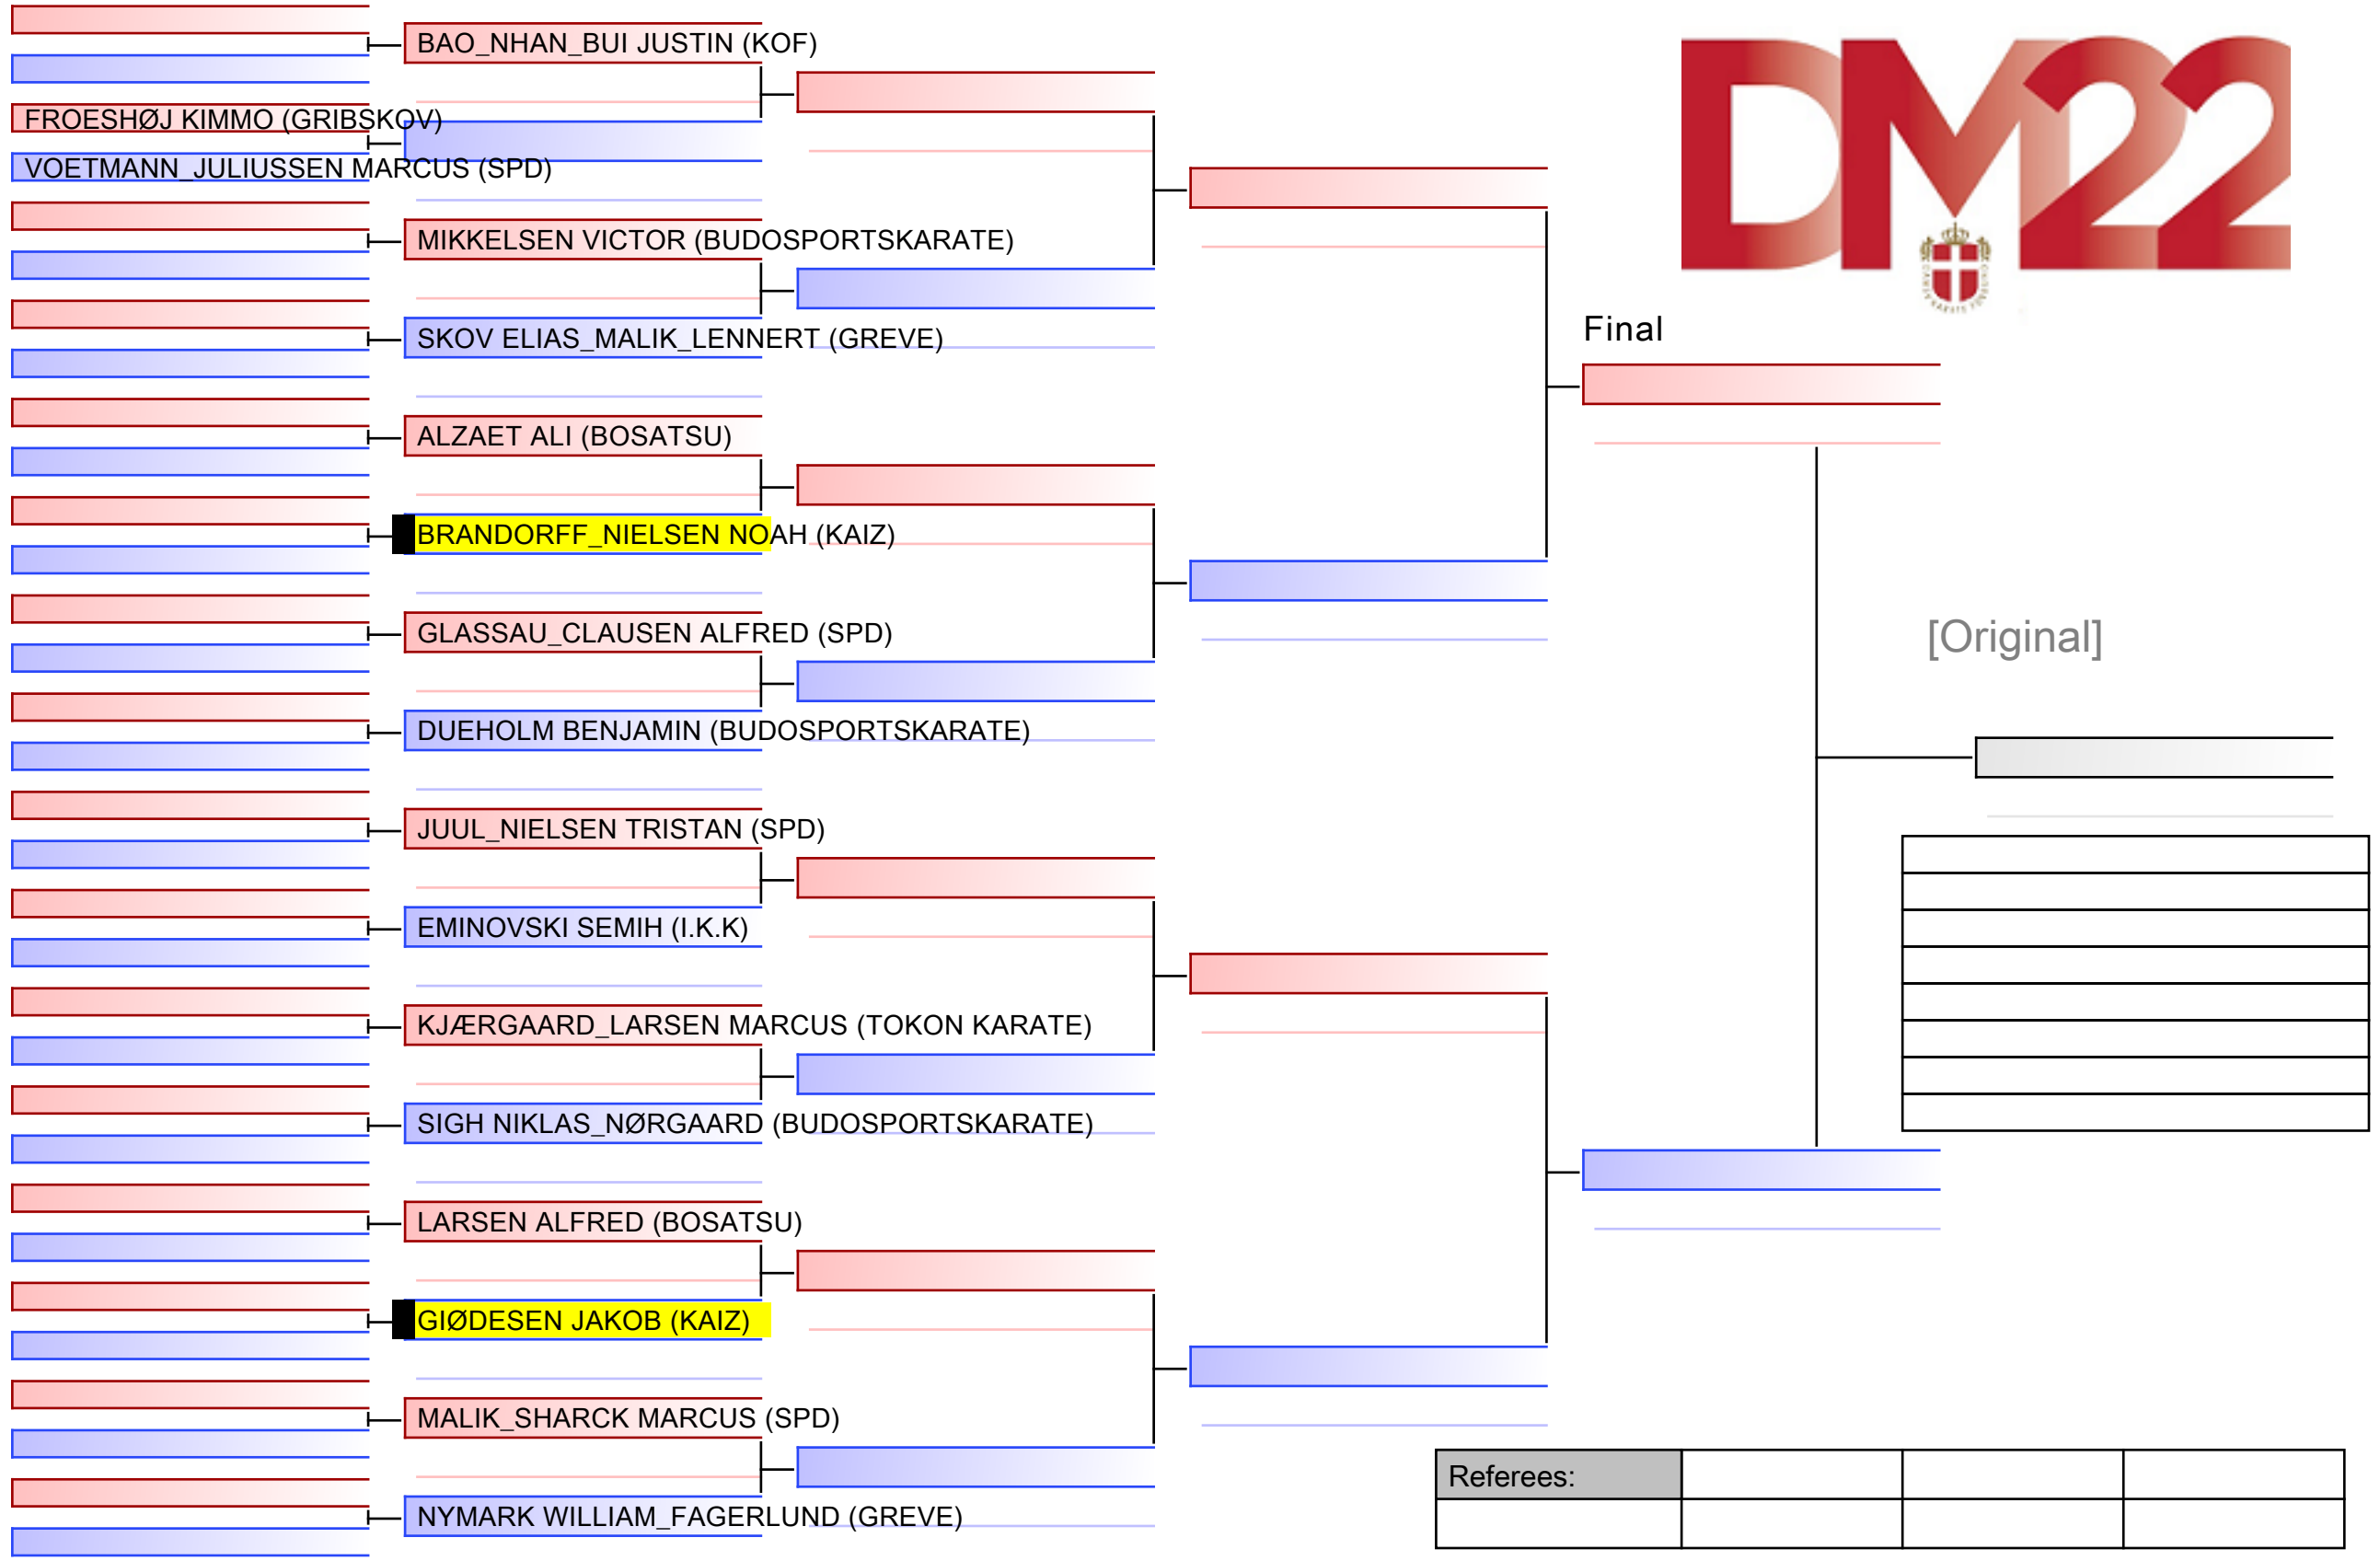 BAO_NHAN_BUI JUSTIN (KOF)
FROESHØJ KIMMO (GRIBSKOV)
VOETMANN_JULIUSSEN MARCUS (SPD)
MIKKELSEN VICTOR (BUDOSPORTSKARATE)
SKOV ELIAS_MALIK_LENNERT (GREVE)
ALZAET ALI (BOSATSU)
BRANDORFF_NIELSEN NOAH (KAIZ)
GLASSAU_CLAUSEN ALFRED (SPD)
DUEHOLM BENJAMIN (BUDOSPORTSKARATE)
JUUL_NIELSEN TRISTAN (SPD)
EMINOVSKI SEMIH (I.K.K)
KJÆRGAARD_LARSEN MARCUS (TOKON KARATE)
SIGH NIKLAS_NØRGAARD (BUDOSPORTSKARATE)
LARSEN ALFRED (BOSATSU)
GIØDESEN JAKOB (KAIZ)
MALIK_SHARCK MARCUS (SPD)
NYMARK WILLIAM_FAGERLUND (GREVE)
DM22
Final
[Original]
Referees: